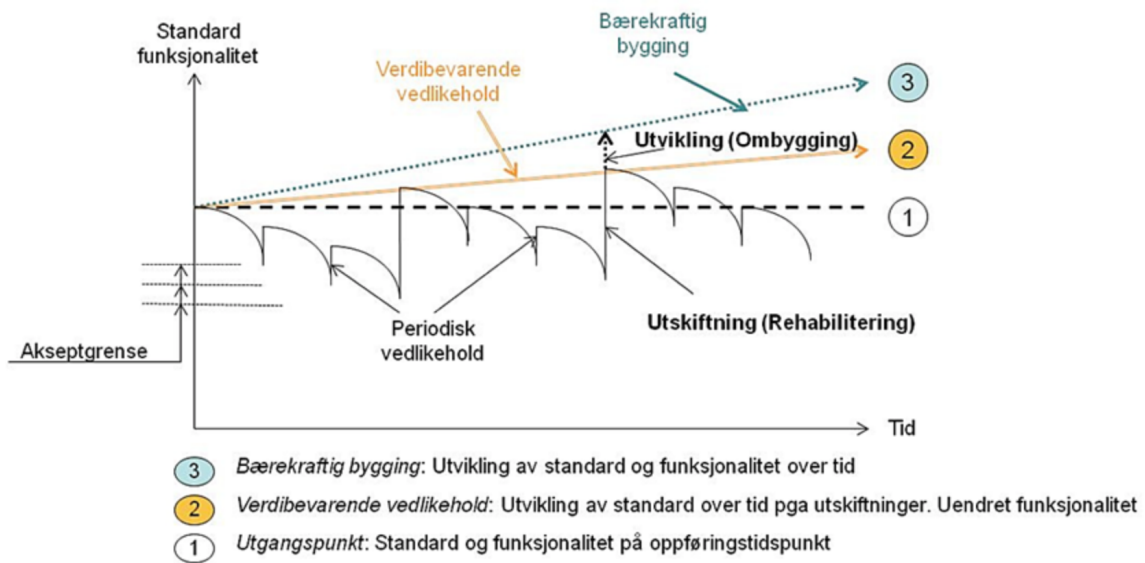 Standard
funksjonalitet
Bærekraftig
bygging
Verdibevarende
vedlikehold
3
Utvikling (Ombygging)
2
1
Periodisk
vedlikehold
Utskiftning (Rehabilitering)
Akseptgrense
Tid
3 Bærekraftig bygging: Utvikling av standard og funksjonalitet over tid
2 Verdibevarende vedlikehold: Utvikling av standard over tid pga utskiftninger. Uendret funksjonalitet
1 Utgangspunkt: Standard og funksjonalitet på oppføringstidspunkt